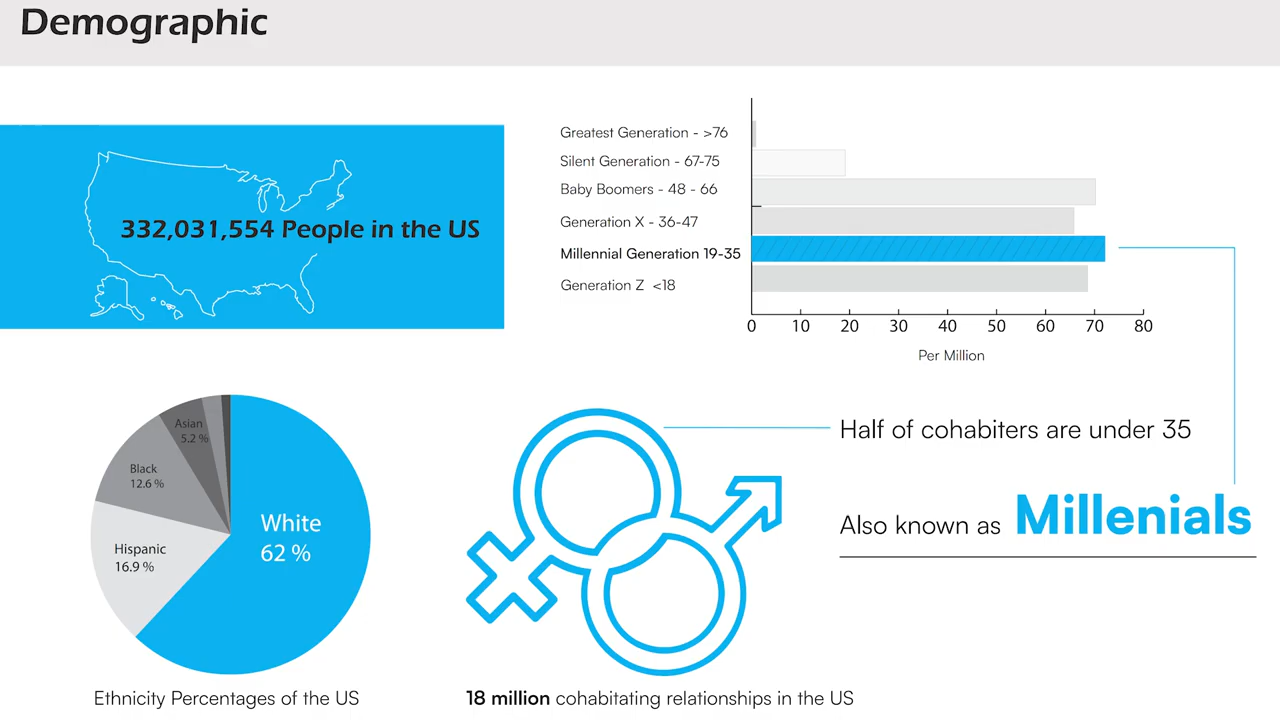 Demographic
332,031,554 People in the US
Greatest Generation - >76
Silent Generation - 67-75
Baby Boomers - 48 - 66
Generation X - 36-47
Millennial Generation 19-35
Generation Z <18
0 10 20 30 40 50 60 70 80
Per Million
Asian
5.2 %
Black
12.6 %
Hispanic
16.9 %
White
62 %
Ethnicity Percentages of the US
Half of cohabiters are under 35
Also known as Millenials
18 million cohabitating relationships in the US